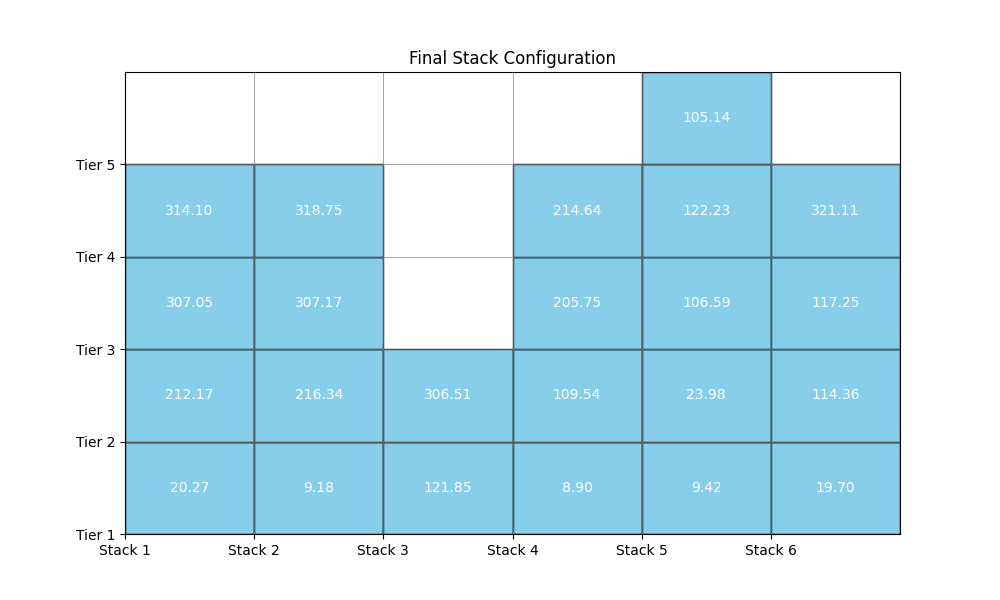 Final Stack Configuration
105.14
Tier 5
314.10 318.75 214.64 122.23 321.11
Tier 4
307.05 307.17 205.75 106.59 117.25
Tier 3
212.17 216.34 306.51 109.54 23.98 114.36
Tier 2
20.27 9.18 121.85 8.90 9.42 19.70
Tier 1
Stack 1 Stack 2 Stack 3 Stack 4 Stack 5 Stack 6